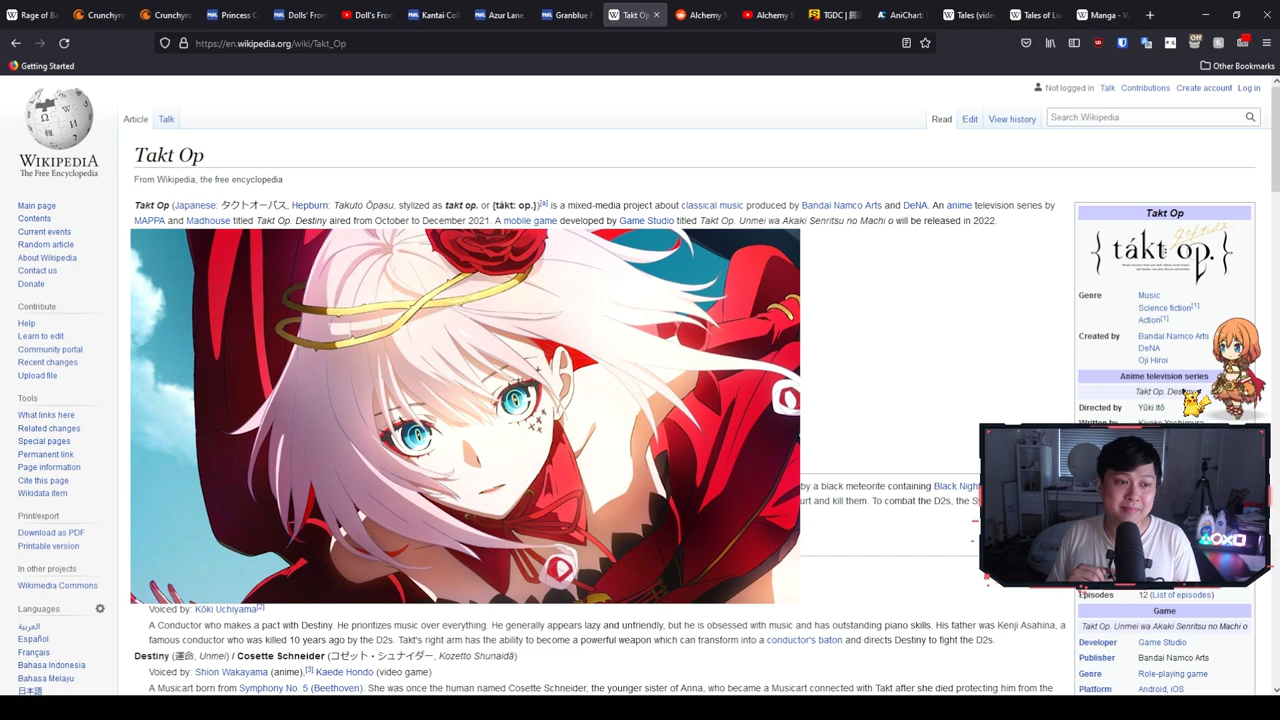 Rage of Ba
Crunchyro
Crunchyro
Princess C
Dolls' Fron
Doll's Front
Kantai Coll
Azur Lane
Granblue F
Takt Op
Alchemy S
Alchemy S
TGDC |
AniChart:
Tales (vide
Tales of Lu
Manga - W
https://en.wikipedia.org/wiki/Takt_Op
Off
Getting Started
Other Bookmarks
WIKIPEDIA
The Free Encyclopedia
Not logged in Talk Contributions Create account Log in
Article Talk
Read Edit View history
Search Wikipedia
Main page
Contents
Current events
Random article
About Wikipedia
Contact us
Donate
Contribute
Help
Learn to edit
Community portal
Recent changes
Upload file
Tools
What links here
Related changes
Special pages
Permanent link
Page information
Cite this page
Wikidata item
Print/export
Download as PDF
Printable version
In other projects
Wikimedia Commons
Languages
العربية
Español
Français
Bahasa Indonesia
Bahasa Melayu
日本語
Takt Op
From Wikipedia, the free encyclopedia
Takt Op (Japanese: タクトオーパス, Hepburn: Takuto Ōpasu, stylized as takt op. or {tákt: op.})[a] is a mixed-media project about classical music produced by Bandai Namco Arts and DeNA. An anime television series by
MAPPA and Madhouse titled Takt Op. Destiny aired from October to December 2021. A mobile game developed by Game Studio titled Takt Op. Unmei wa Akaki Senritsu no Machi o will be released in 2022.
by a black meteorite containing Black Nigh
urt and kill them. To combat the D2s, the Sy
Voiced by: Kōki Uchiyama[2]
A Conductor who makes a pact with Destiny. He prioritizes music over everything. He generally appears lazy and unfriendly, but he is obsessed with music and has outstanding piano skills. His father was Kenji Asahina, a
famous conductor who was killed 10 years ago by the D2s. Takt's right arm has the ability to become a powerful weapon which can transform into a conductor's baton and directs Destiny to fight the D2s.
Destiny (運命, Unmei) / Cosette Schneider (コゼット・シュナイダー, Kozetto Shunaidā)
Voiced by: Shion Wakayama (anime),[3] Kaede Hondo (video game)
A Musicart born from Symphony No. 5 (Beethoven). She was once the human named Cosette Schneider, the younger sister of Anna, who became a Musicart connected with Takt after she died protecting him from the
Takt Op
{ tákt op. }
Genre Music
Science fiction[1]
Action[1]
Created by Bandai Namco Arts
DeNA
Oji Hiroi
Anime television series
Takt Op. Des
Directed by Yūki Itō
Episodes 12 (List of episodes)
Game
Takt Op. Unmei wa Akaki Senritsu no Machi o
Developer Game Studio
Publisher Bandai Namco Arts
Genre Role-playing game
Platform Android, iOS